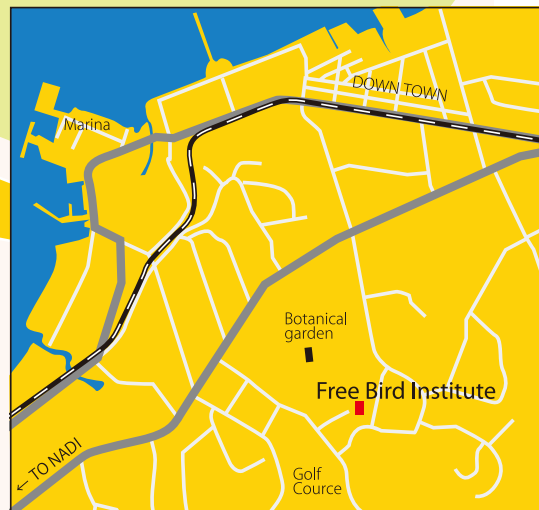 DOWN TOWN
Marina
Botanical
garden
Free Bird Institute
← TO NADI
Golf
Cource